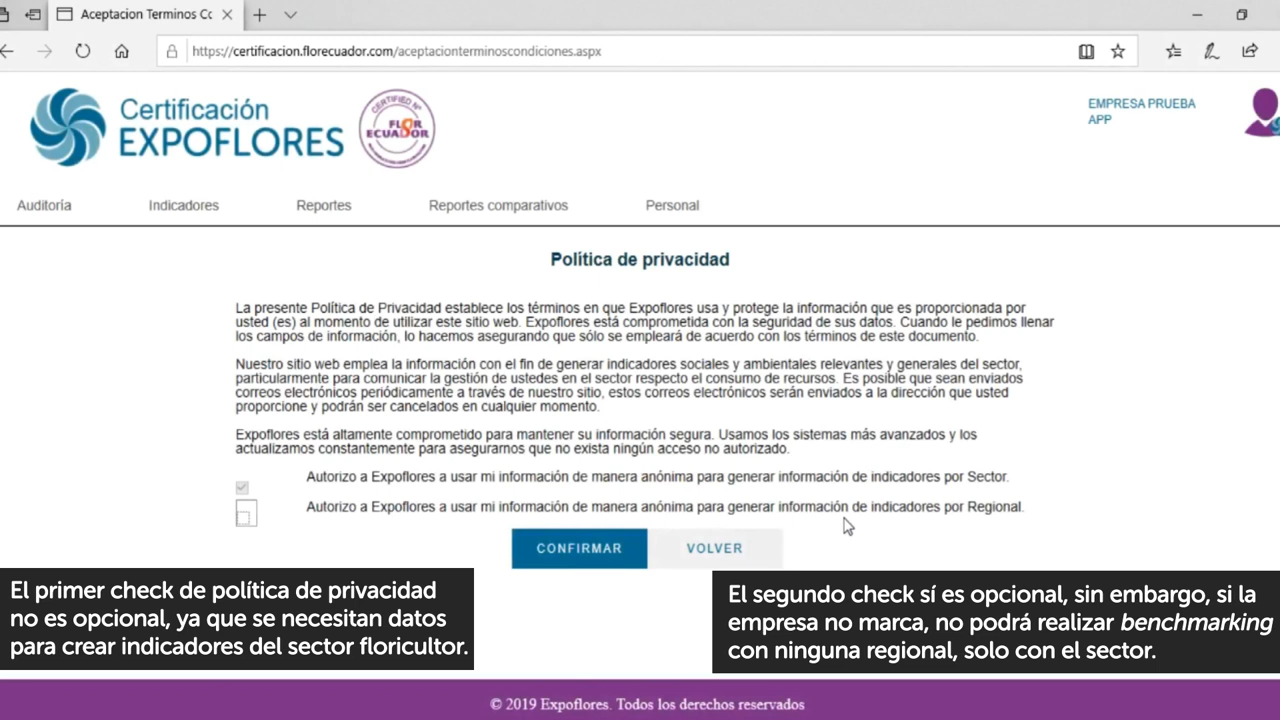 Aceptacion Terminos Co
https://certificacion.florecuador.com/aceptacionterminoscondiciones.aspx
Certificación
EXPOFLORES
CERTIFIED
FLOR
ECUADOR
EMPRESA PRUEBA
APP
Auditoría Indicadores Reportes Reportes comparativos Personal
Política de privacidad
La presente Política de Privacidad establece los términos en que Expoflores usa y protege la información que es proporcionada por
usted (es) al momento de utilizar este sitio web. Expoflores está comprometida con la seguridad de sus datos. Cuando le pedimos llenar
los campos de información, lo hacemos asegurando que sólo se empleará de acuerdo con los términos de este documento.
Nuestro sitio web emplea la información con el fin de generar indicadores sociales y ambientales relevantes y generales del sector,
particularmente para comunicar la gestión de ustedes en el sector respecto el consumo de recursos. Es posible que sean enviados
correos electrónicos periódicamente a través de nuestro sitio, estos correos electrónicos serán enviados a la dirección que usted
proporcione y podrán ser cancelados en cualquier momento.
Expoflores está altamente comprometido para mantener su información segura. Usamos los sistemas más avanzados y los
actualizamos constantemente para asegurarnos que no exista ningún acceso no autorizado.
Autorizo a Expoflores a usar mi información de manera anónima para generar información de indicadores por Sector.
Autorizo a Expoflores a usar mi información de manera anónima para generar información de indicadores por Regional.
CONFIRMAR VOLVER
El primer check de política de privacidad
no es opcional, ya que se necesitan datos
para crear indicadores del sector floricultor.
El segundo check sí es opcional, sin embargo, si la
empresa no marca, no podrá realizar benchmarking
con ninguna regional, solo con el sector.
© 2019 Expoflores. Todos los derechos reservados